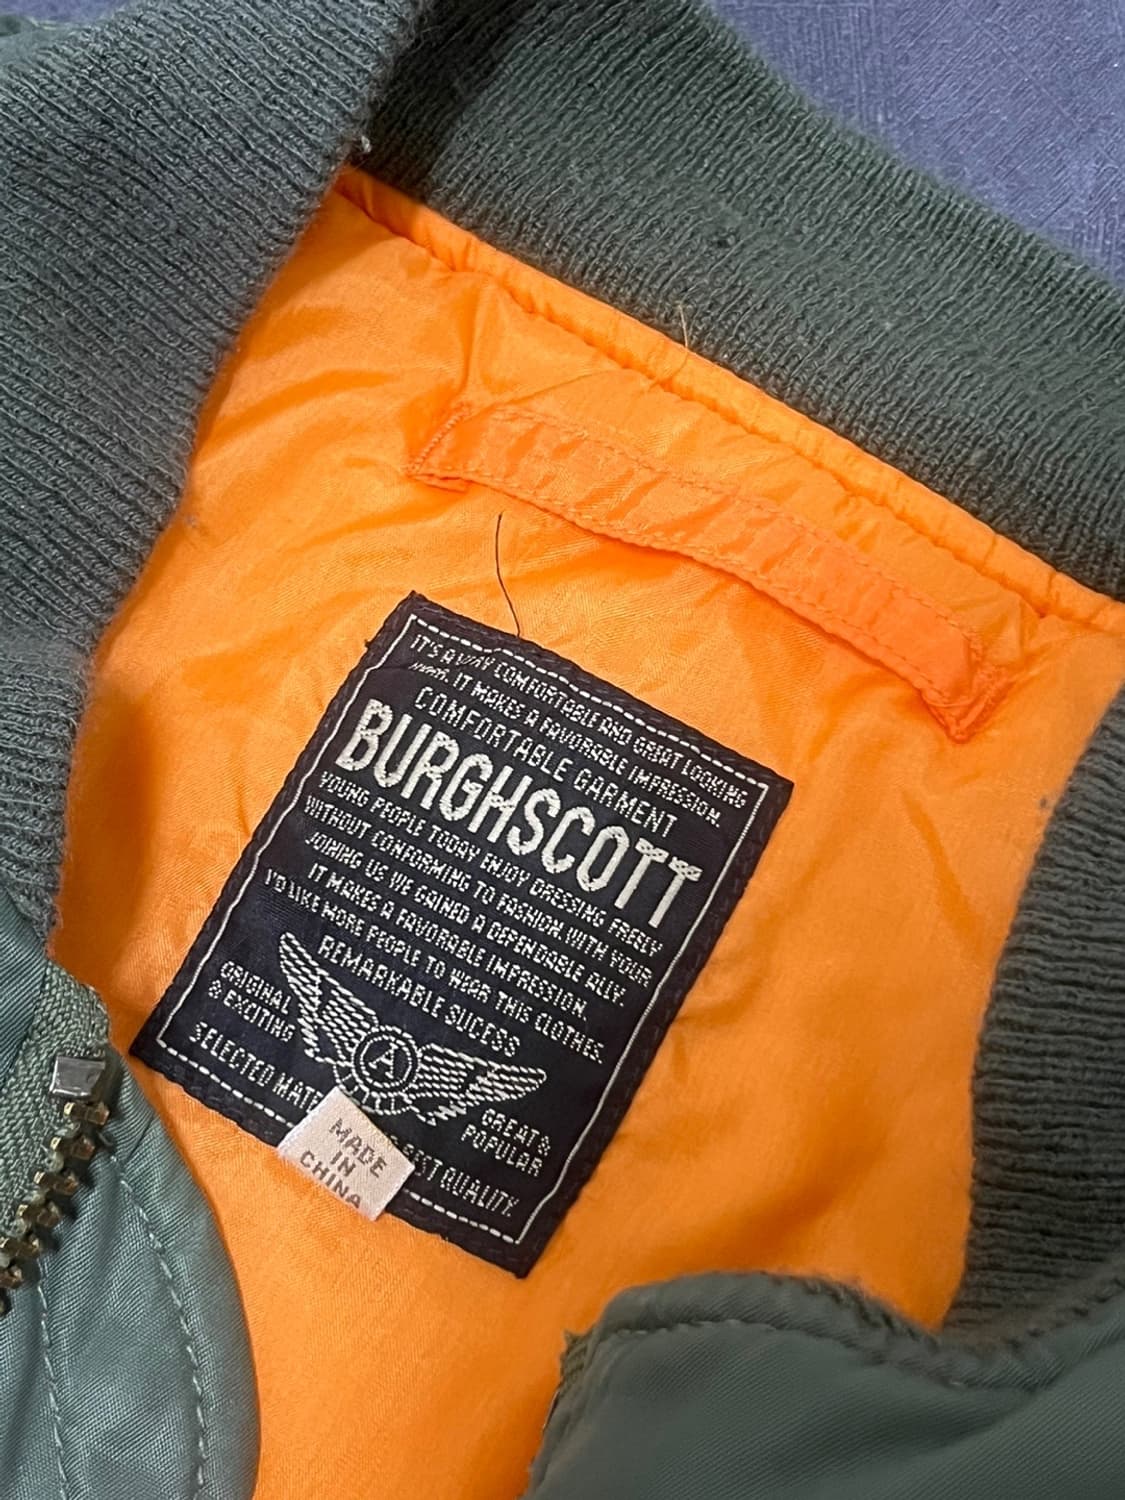 IT'S A WAY COMFORTABLE AND GREAT LOOKING
IT MAKES A FAVORABLE IMPRESSION.
COMFORTABLE GARMENT
BURGHSCOTT
YOUNG PEOPLE TODAY ENJOY DRESSING FREELY
WITHOUT CONFORMING TO FASHION WITH YOUR
JOINING US WE GAINED A DEPENDABLE ALLY.
IT MAKES A FAVORABLE IMPRESSION.
I'D LIKE MORE PEOPLE TO WEAR THIS CLOTHES.
REMARKABLE SUCESS
ORIGINAL
& EXCITING
A
GREAT &
POPULAR
SELECTED MATE
EST QUALITY
MADE
IN
CHINA